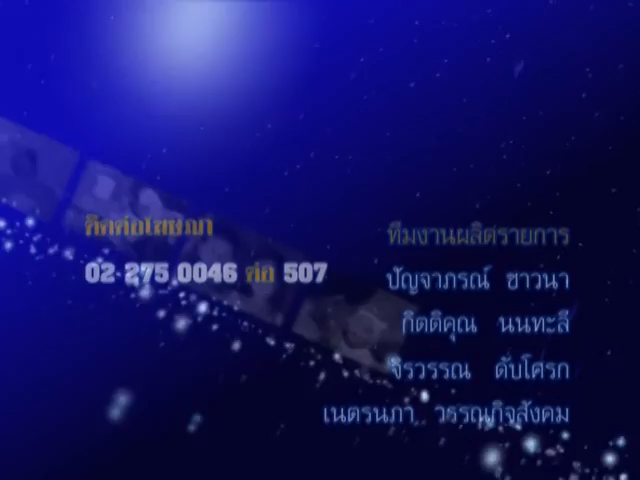 ติดต่อโฆษณา
02 275 0046 ต่อ 507
ทีมงานผลิตรายการ
ปัญจาภรณ์ ชาวนา
กิตติคุณ นนทะสี
จิรวรรณ ดับโศรก
เนตรนภา วรรณกิจสังคม